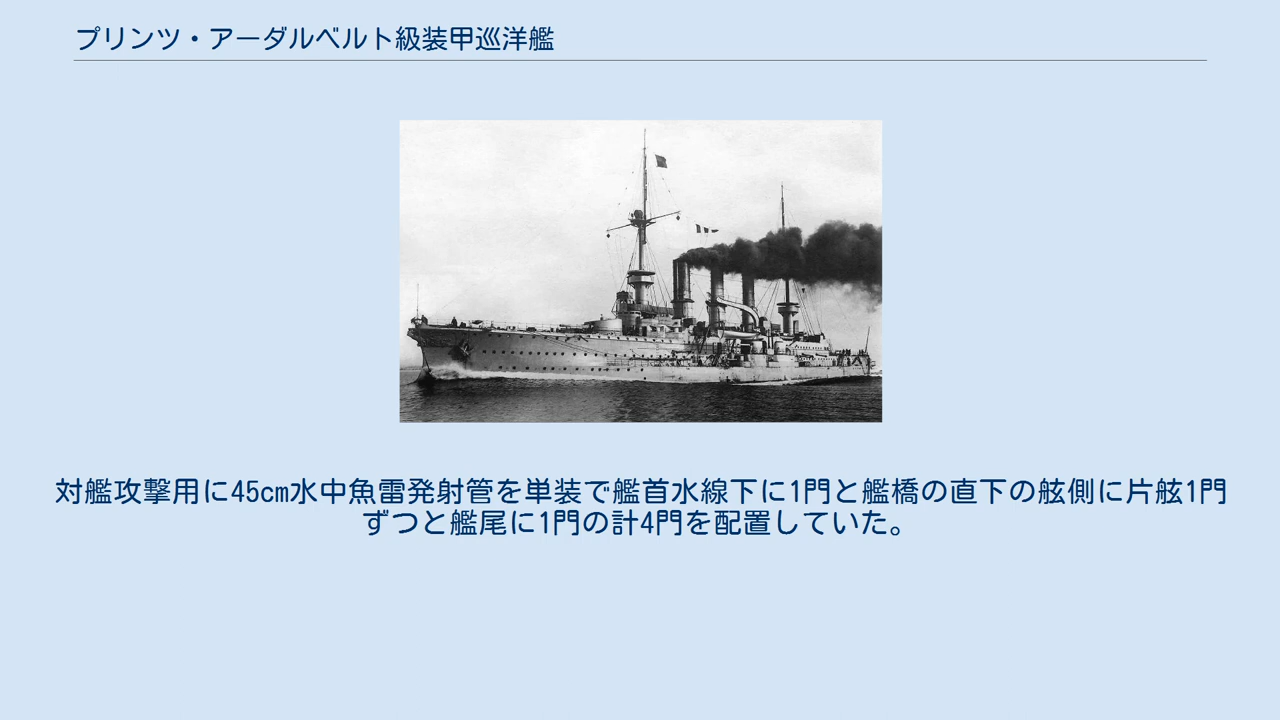 プリンツ・アーダルベルト級装甲巡洋艦
対艦攻撃用に45cm水中魚雷発射管を単装で艦首水線下に1門と艦橋の直下の舷側に片舷1門
ずつと艦尾に1門の計4門を配置していた。